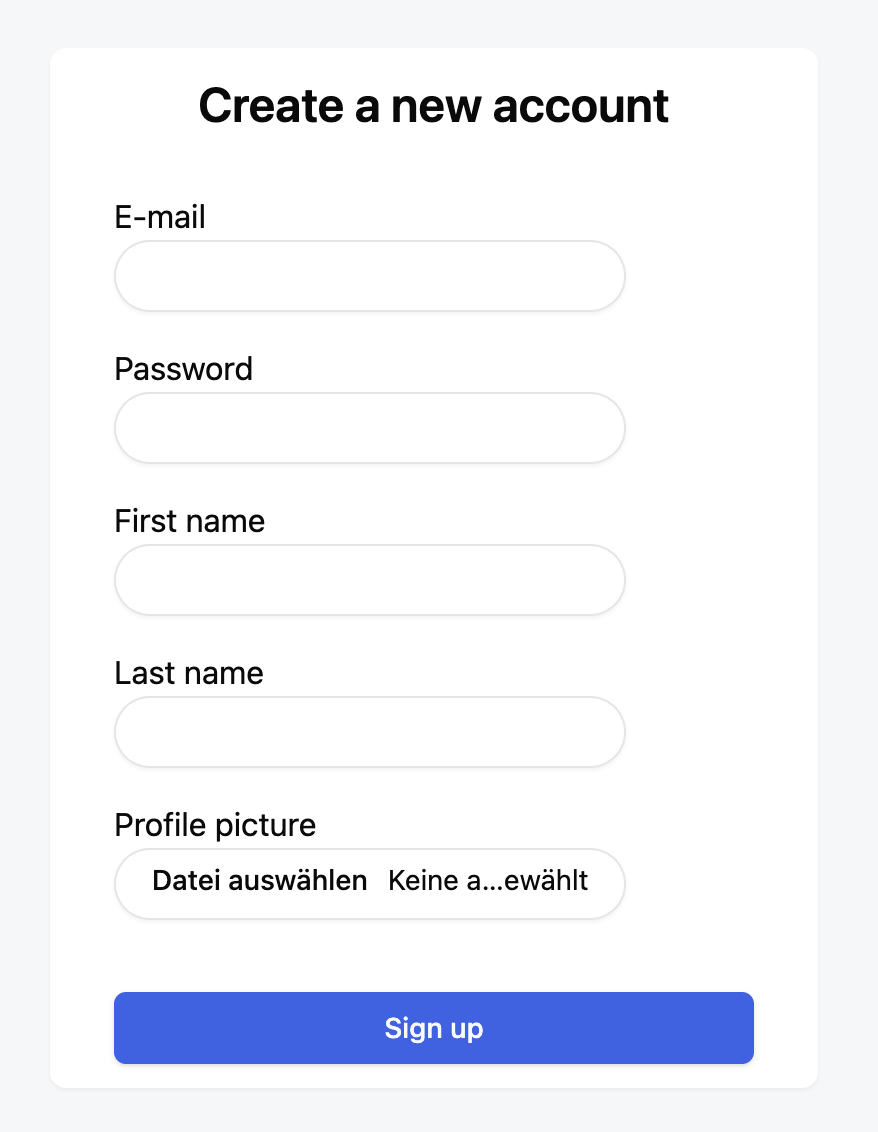 Create a new account
E-mail
Password
First name
Last name
Profile picture
Datei auswählen Keine a...ewählt
Sign up